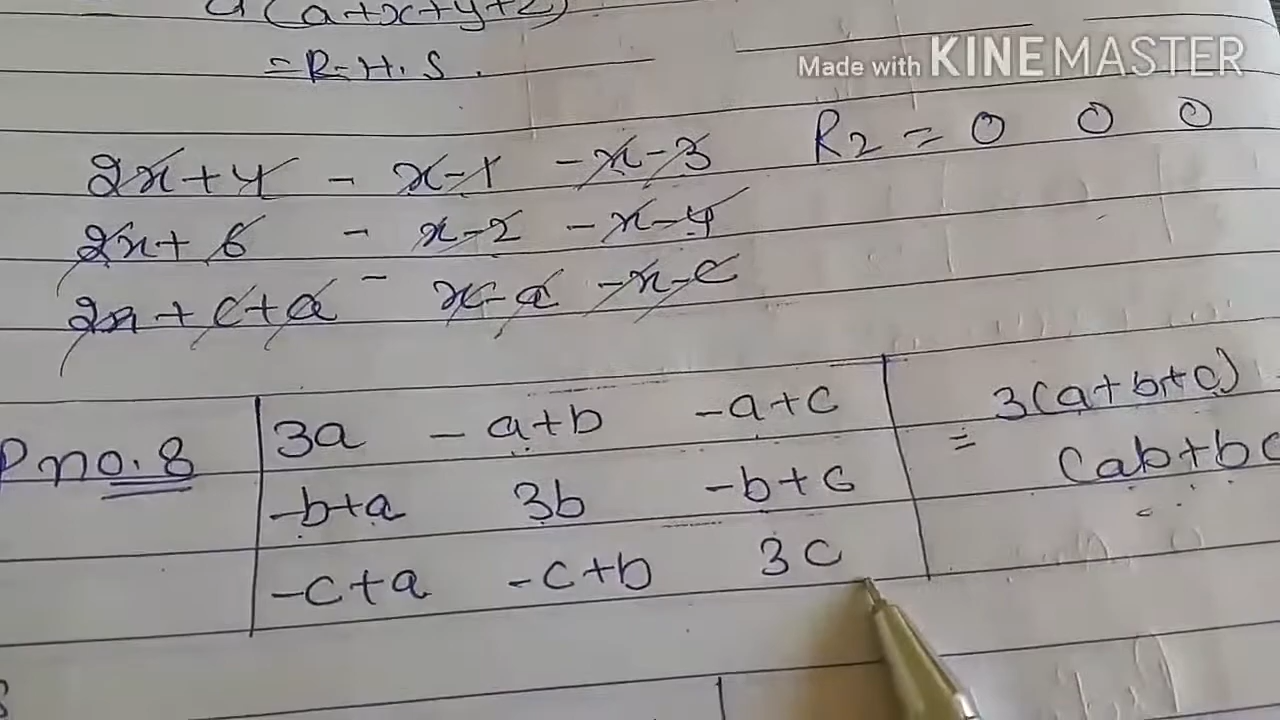 (a+x+y+z)
= R.H.S.
Made with KINEMASTER
2x+4 - x-1 -x-3 R2 = 0 0 0
2x+6 - x-2 -x-4
2x+c+a - x-a -x-c
P no. 8 3a -a+b -a+c = 3(a+b+c)
-b+a 3b -b+c (ab+bc
-c+a -c+b 3c